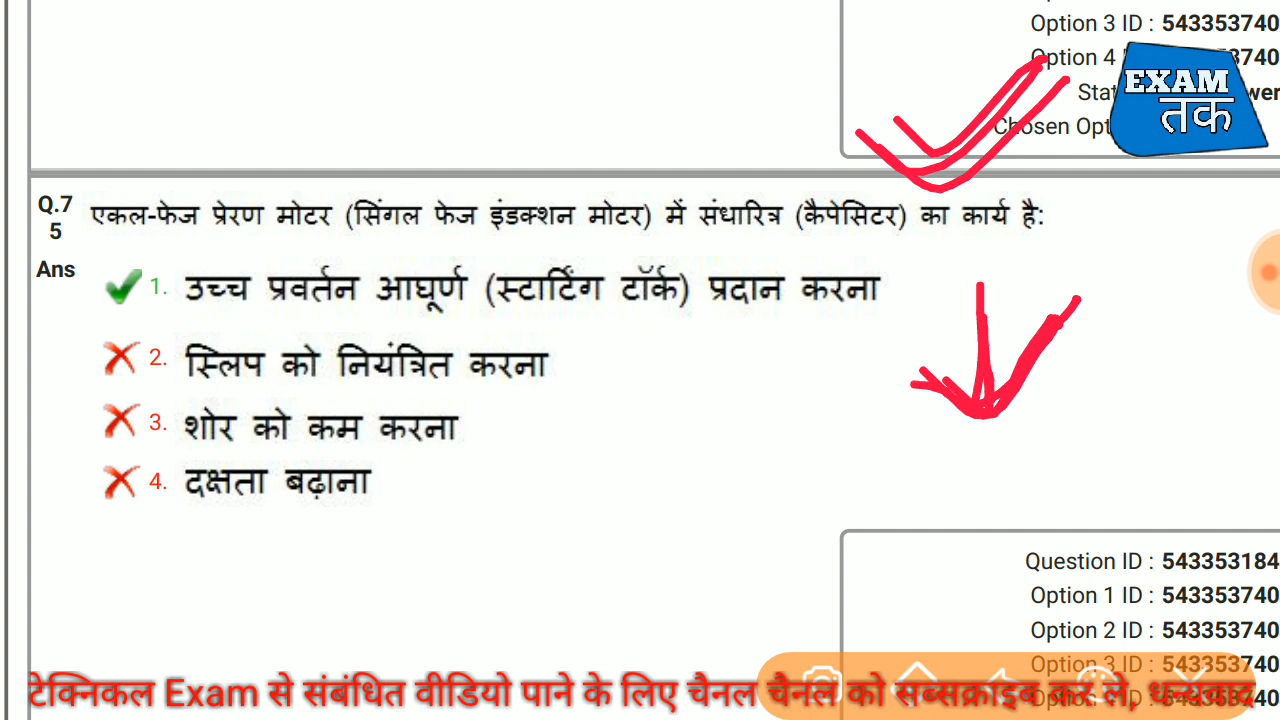 Option 3 ID : 543353740
Option 4
EXAM
तक
Chosen Opt
Q.7
5
एकल-फेज प्रेरण मोटर (सिंगल फेज इंडक्शन मोटर) में संधारित्र (कैपेसिटर) का कार्य है:
Ans
1. उच्च प्रवर्तन आघूर्ण (स्टार्टिंग टॉर्क) प्रदान करना
2. स्लिप को नियंत्रित करना
3. शोर को कम करना
4. दक्षता बढ़ाना
Question ID : 543353184
Option 1 ID : 543353740
Option 2 ID : 543353740
Option 3 ID : 543353740
टेक्निकल Exam से संबंधित वीडियो पाने के लिए चैनल चैनल को सब्सक्राइब कर ले, धन्यवाद